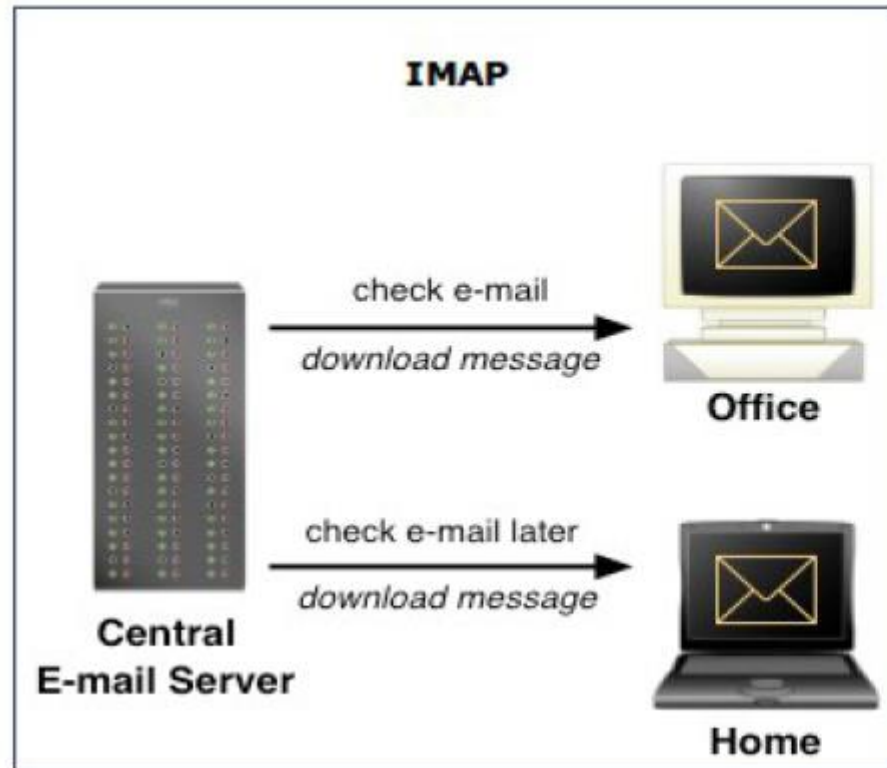 IMAP
check e-mail
download message
Office
check e-mail later
download message
Central
E-mail Server
Home